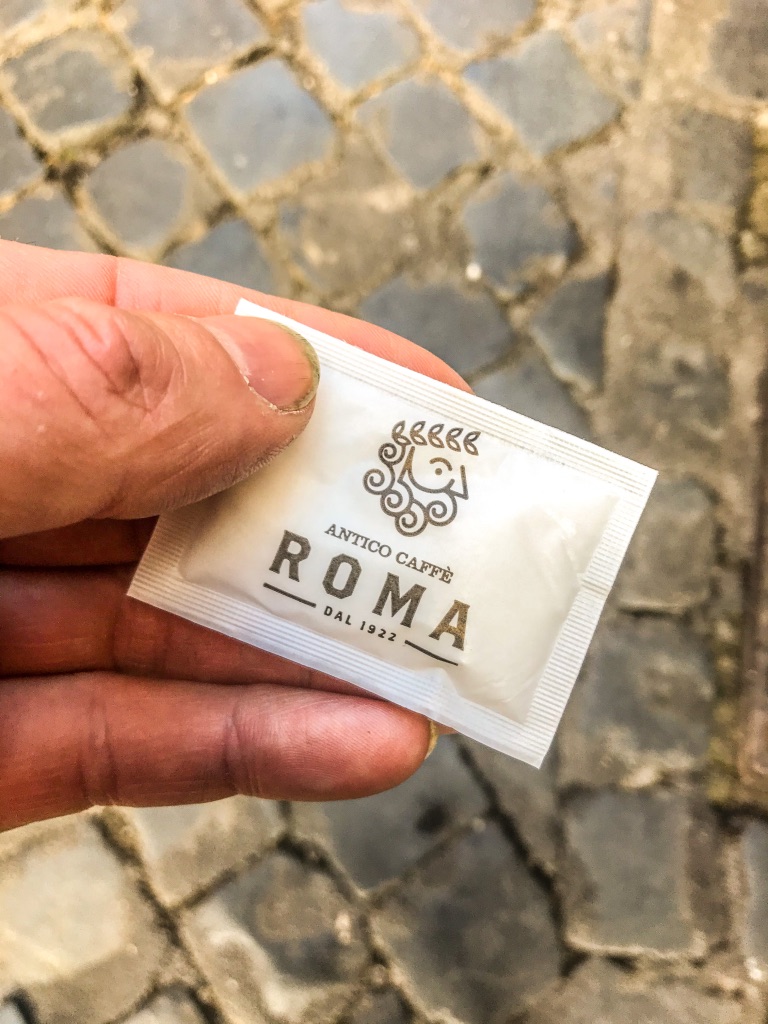 ANTICO CAFFÈ
ROMA
DAL 1922